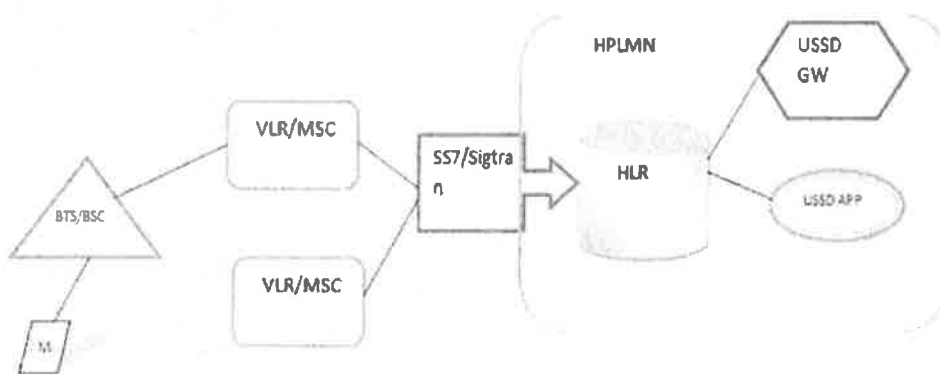 HPLMN
USSD
GW
VLR/MSC
SS7/Sigtra
n
HLR
BTS/BSC
USSD APP
VLR/MSC
M